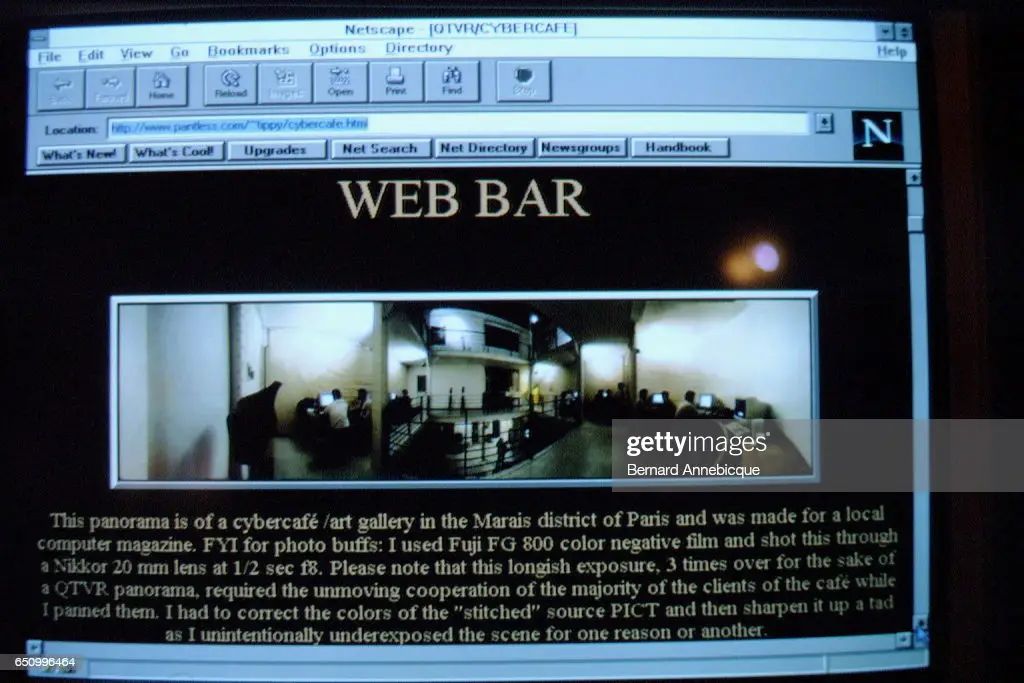 Netscape - [QTVR/CYBERCAFE]
File Edit View Go Bookmarks Options Directory Help
Back Forward Home Reload Images Open Print Find Stop
Location: http://www.pantless.com/~tippy/cybercafe.html
What's New! What's Cool! Upgrades Net Search Net Directory Newsgroups Handbook
N
WEB BAR
gettyimages®
Bernard Annebicque
This panorama is of a cybercafé /art gallery in the Marais district of Paris and was made for a local
computer magazine. FYI for photo buffs: I used Fuji FG 800 color negative film and shot this through
a Nikkor 20 mm lens at 1/2 sec f8. Please note that this longish exposure, 3 times over for the sake of
a QTVR panorama, required the unmoving cooperation of the majority of the clients of the café while
I panned them. I had to correct the colors of the "stitched" source PICT and then sharpen it up a tad
as I unintentionally underexposed the scene for one reason or another.
650996464